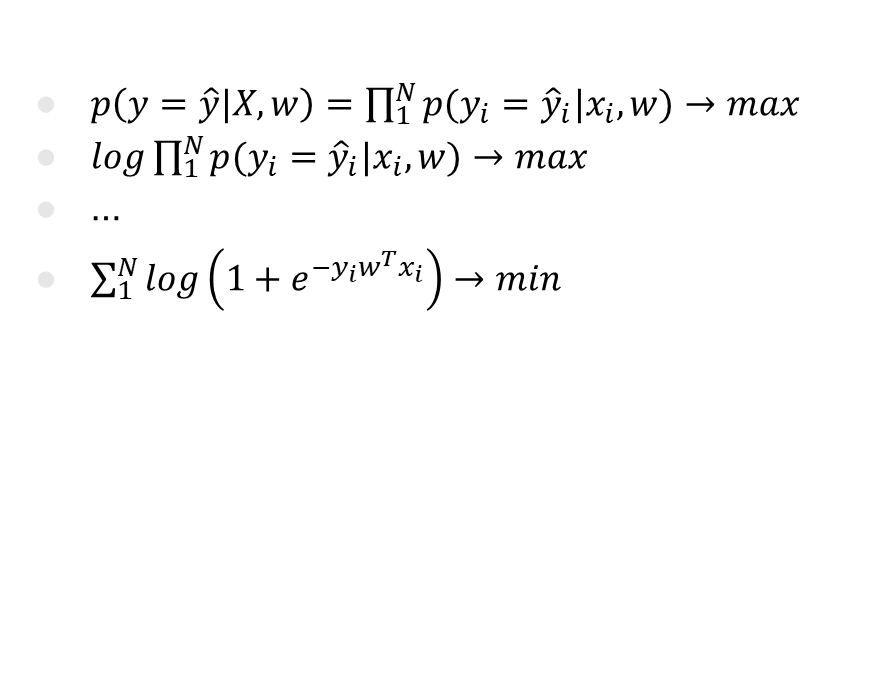 • p(y = ŷ|X, w) = ∏₁ᴺ p(yᵢ = ŷᵢ|xᵢ, w) → max
• log ∏₁ᴺ p(yᵢ = ŷᵢ|xᵢ, w) → max
• …
• ∑₁ᴺ log (1 + e^{−yᵢwᵀxᵢ}) → min